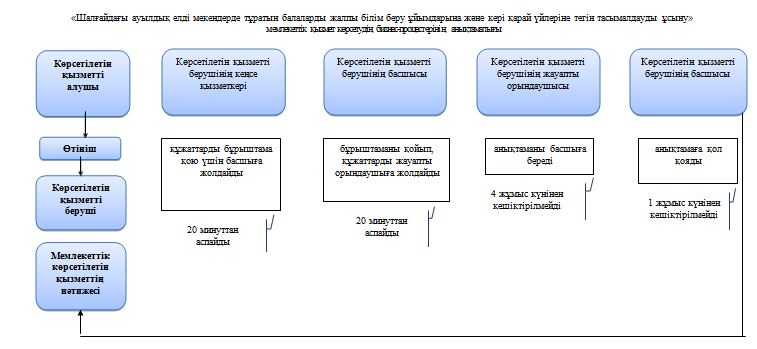 «Шалғайдағы ауылдық елді мекендерде тұратын балаларды жалпы білім беру ұйымдарына және кері қарай үйлеріне тегін тасымалдауды ұсыну»
мемлекеттік қызмет көрсетудің бизнес-процестерінің анықтамалығы
Көрсетілетін
қызметті
алушы
Өтініш
Көрсетілетін
қызметті
беруші
Мемлекеттік
көрсетілетін
қызметтің
нәтижесі
Көрсетілетін қызметті
берушінің кеңсе
қызметкері
құжаттарды бұрыштама
қою үшін басшыға
жолдайды
20 минуттан
аспайды
Көрсетілетін қызметті
берушінің басшысы
бұрыштаманы қойып,
құжаттарды жауапты
орындаушыға жолдайды
20 минуттан
аспайды
Көрсетілетін қызметті
берушінің жауапты
орындаушысы
анықтаманы басшыға
береді
4 жұмыс күнінен
кешіктірілмейді
Көрсетілетін қызметті
берушінің басшысы
анықтамаға қол
қояды
1 жұмыс күнінен
кешіктірілмейді